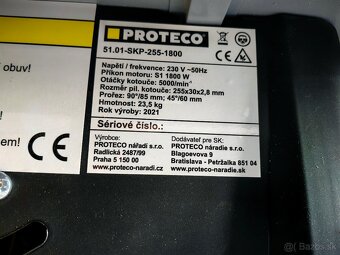 PROTECO®
51.01-SKP-255-1800
Napětí / frekvence: 230 V ~50Hz
Příkon motoru: S1 1800 W
Otáčky kotouče: 5000/min⁻¹
Rozměr pil. kotouče: 255x30x2,8 mm
Prořez: 90°/85 mm; 45°/60 mm
Hmotnost: 23,5 kg
Rok výroby: 2021
Sériové číslo.:
Výrobce:
PROTECO nářadí s.r.o.
Radlická 2487/99
Praha 5 150 00
www.proteco-naradi.cz
Dodávateľ pre SK:
PROTECO náradie s.r.o.
Blagoevova 9
Bratislava - Petržalka 851 04
www.proteco-naradie.sk
í obuv!
čením!
CE
bazos.sk